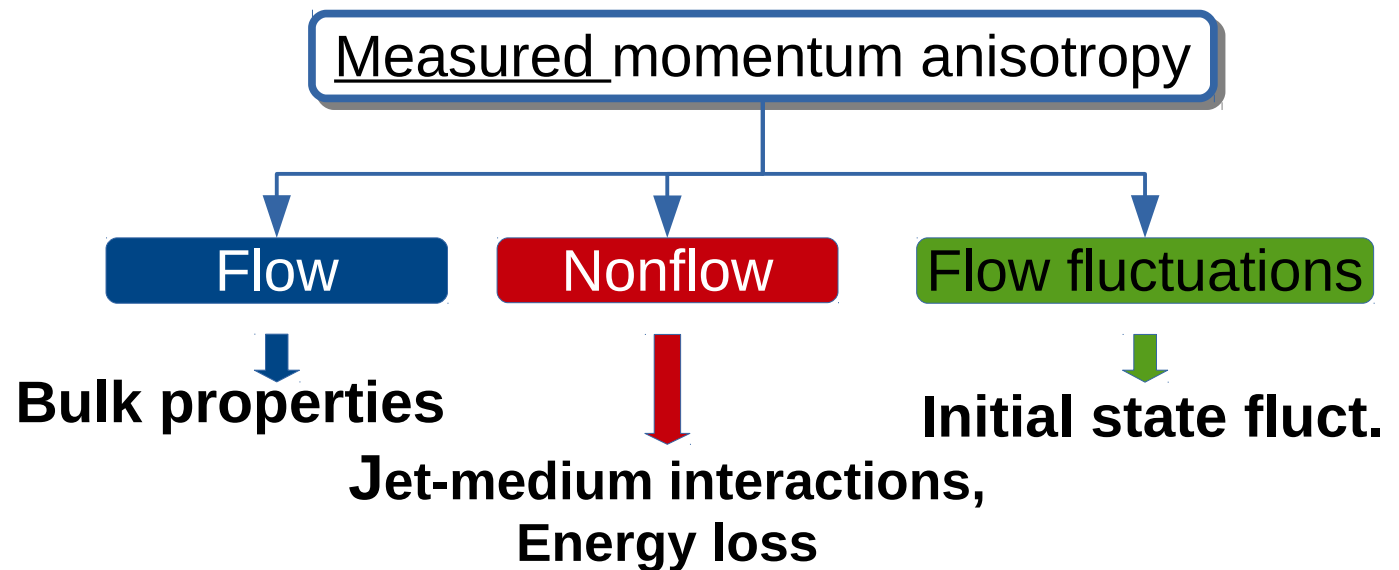 Measured momentum anisotropy
Flow
Nonflow
Flow fluctuations
Bulk properties
Initial state fluct.
Jet-medium interactions,
Energy loss